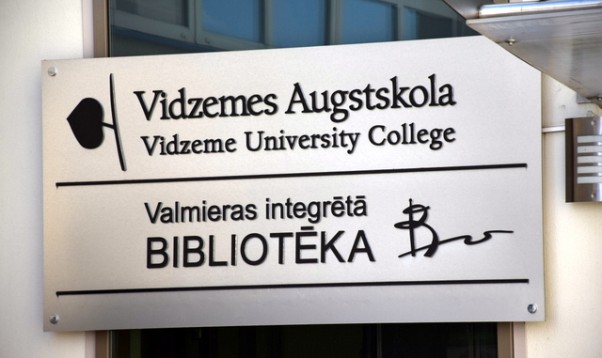 Vidzemes Augstskola
Vidzeme University College
Valmieras integrētā
BIBLIOTĒKA